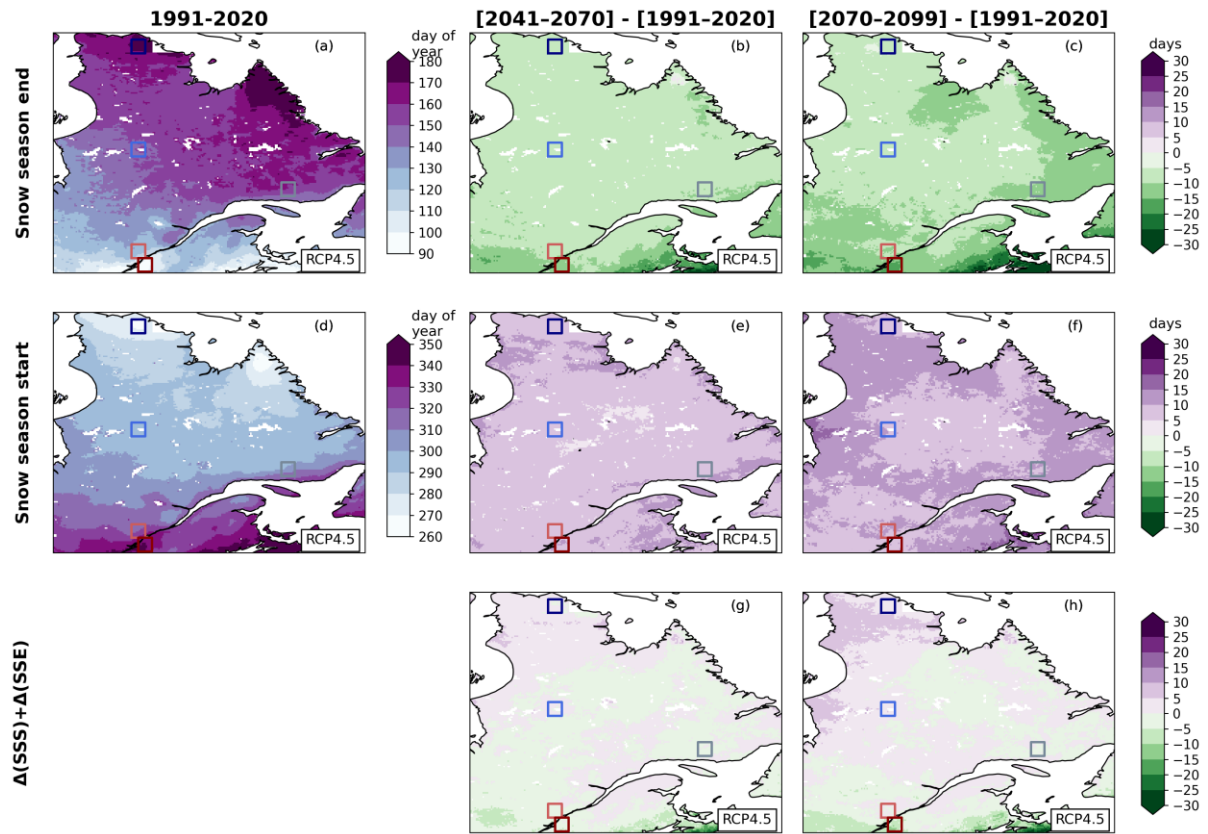 1991-2020
[2041–2070] - [1991–2020]
[2070–2099] - [1991–2020]
Snow season end
(a)
RCP4.5
day of
year
180
170
160
150
140
130
120
110
100
90
(b)
RCP4.5
(c)
RCP4.5
days
30
25
20
15
10
5
0
−5
−10
−15
−20
−25
−30
Snow season start
(d)
RCP4.5
day of
year
350
340
330
320
310
300
290
280
270
260
(e)
RCP4.5
(f)
RCP4.5
days
30
25
20
15
10
5
0
−5
−10
−15
−20
−25
−30
Δ(SSS)+Δ(SSE)
(g)
RCP4.5
(h)
RCP4.5
days
30
25
20
15
10
5
0
−5
−10
−15
−20
−25
−30